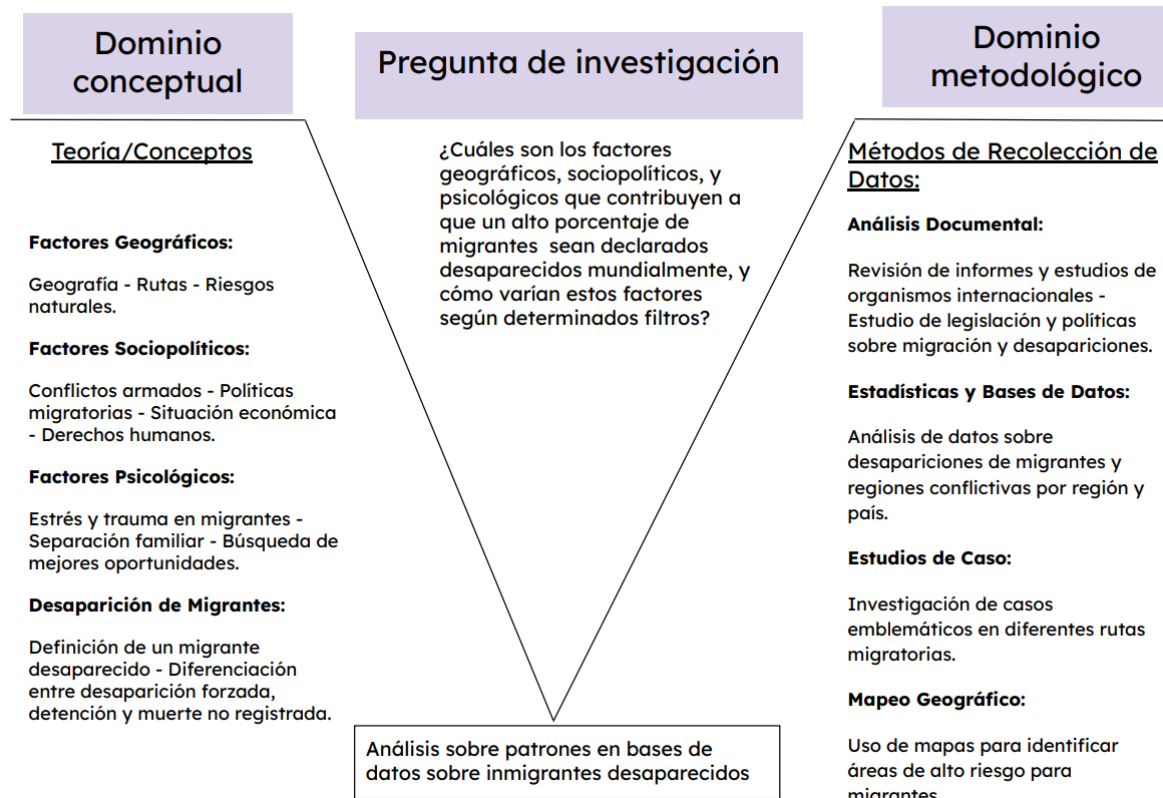 Dominio
conceptual
Teoría/Conceptos
Factores Geográficos:
Geografía - Rutas - Riesgos
naturales.
Factores Sociopolíticos:
Conflictos armados - Políticas
migratorias - Situación económica
- Derechos humanos.
Factores Psicológicos:
Estrés y trauma en migrantes -
Separación familiar - Búsqueda de
mejores oportunidades.
Desaparición de Migrantes:
Definición de un migrante
desaparecido - Diferenciación
entre desaparición forzada,
detención y muerte no registrada.
Pregunta de investigación
¿Cuáles son los factores
geográficos, sociopolíticos, y
psicológicos que contribuyen a
que un alto porcentaje de
migrantes sean declarados
desaparecidos mundialmente, y
cómo varían estos factores
según determinados filtros?
Análisis sobre patrones en bases de
datos sobre inmigrantes desaparecidos
Dominio
metodológico
Métodos de Recolección de
Datos:
Análisis Documental:
Revisión de informes y estudios de
organismos internacionales -
Estudio de legislación y políticas
sobre migración y desapariciones.
Estadísticas y Bases de Datos:
Análisis de datos sobre
desapariciones de migrantes y
regiones conflictivas por región y
país.
Estudios de Caso:
Investigación de casos
emblemáticos en diferentes rutas
migratorias.
Mapeo Geográfico:
Uso de mapas para identificar
áreas de alto riesgo para
migrantes